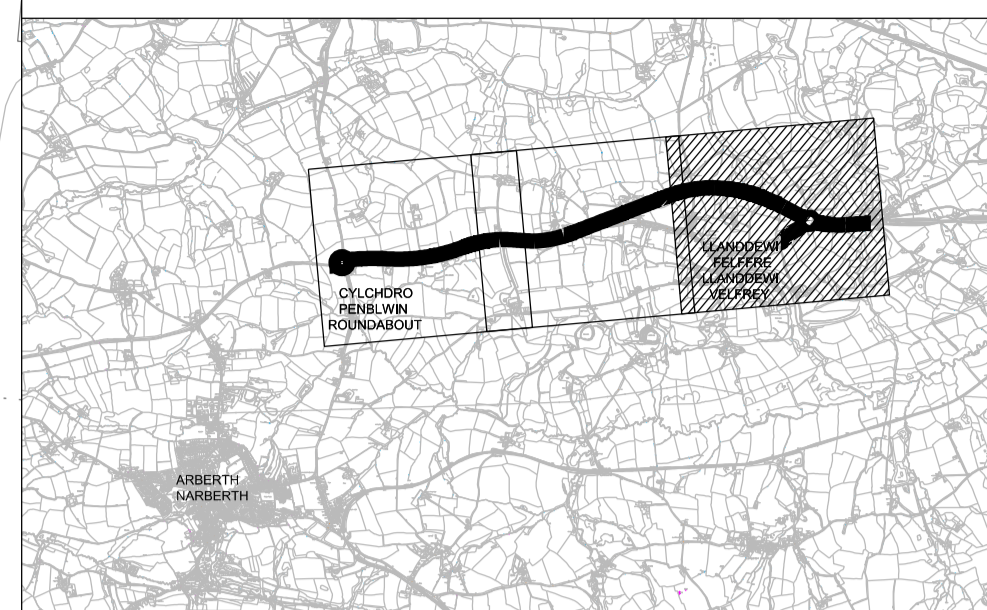 LLANDDEWI
FELFFRE
LLANDDEWI
VELFREY
CYLCHDRO
PENBLWIN
ROUNDABOUT
ARBERTH
NARBERTH